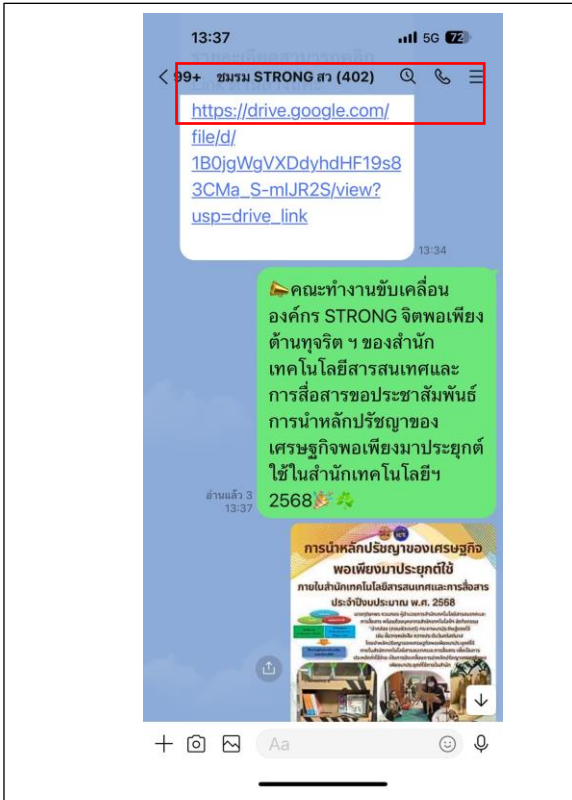 13:37
5G 72
99+ ชมรม STRONG สว (402)
https://drive.google.com/
file/d/
1B0jgWgVXDdyhdHF19s8
3CMa_S-mlJR2S/view?
usp=drive_link
13:34
คณะทำงานขับเคลื่อน
องค์กร STRONG จิตพอเพียง
ต้านทุจริต ฯ ของสำนัก
เทคโนโลยีสารสนเทศและ
การสื่อสารขอประชาสัมพันธ์
การนำหลักปรัชญาของ
เศรษฐกิจพอเพียงมาประยุกต์
ใช้ในสำนักเทคโนโลยีฯ
2568
อ่านแล้ว 3
13:37
การนำหลักปรัชญาของเศรษฐกิจ
พอเพียงมาประยุกต์ใช้
ภายในสำนักเทคโนโลยีสารสนเทศและการสื่อสาร
ประจำปีงบประมาณ พ.ศ. 2568
Aa